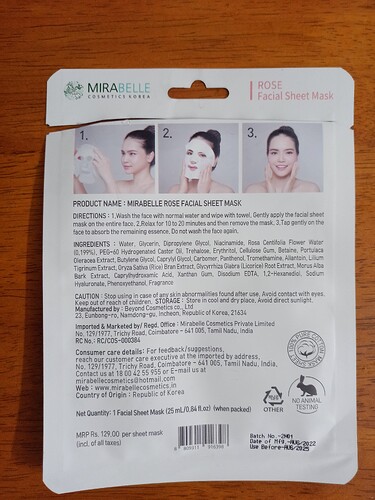 MIRABELLE
COSMETICS KOREA
ROSE
Facial Sheet Mask
1.
2.
3.
PRODUCT NAME : MIRABELLE ROSE FACIAL SHEET MASK
DIRECTIONS : 1.Wash the face with normal water and wipe with towel. Gently apply the facial sheet
mask on the entire face. 2.Relax for 10 to 20 minutes and then remove the mask. 3.Tap gently on the
face to absorb the remaining essence. Do not wash the face again.
INGREDIENTS : Water, Glycerin, Dipropylene Glycol, Niacinamide, Rosa Centifolia Flower Water
(0,199%), PEG-60 Hydrogenated Castor Oil, Trehalose, Erythritol, Cellulose Gum, Betaine, Portulaca
Oleracea Extract, Butylene Glycol, Caprylyl Glycol, Carbomer, Panthenol, Tromethamine, Allantoin, Lilium
Tigrinum Extract, Oryza Sativa (Rice) Bran Extract, Glycyrrhiza Glabra (Licorice) Root Extract, Morus Alba
Bark Extract, Caprylhydroxamic Acid, Xanthan Gum, Disodium EDTA, 1,2-Hexanediol, Sodium
Hyaluronate, Phenoxyethanol, Fragrance
CAUTION : Stop using in case of any skin abnormalities found after use. Avoid contact with eyes.
Keep out of reach of children. STORAGE : Store in cool and dry place, Avoid direct sunlight.
Manufactured by : Beyond Cosmetics co., Ltd
23, Eunbong-ro, Namdong-gu, Incheon, Republic of Korea, 21634
Imported & Marketed by/ Regd. Office : Mirabelle Cosmetics Private Limited
No. 129/1977, Trichy Road, Coimbatore - 641 005, Tamil Nadu, India
RC No.: RC/COS-000384
Consumer care details: For feedback/suggestions,
reach our customer care executive at the imported by address,
No. 129/1977, Trichy Road, Coimbatore - 641 005, Tamil Nadu, India.
Contact us at 18 00 42 55 955 or E-mail us at
mirabellecosmetics@hotmail.com
Web : www.mirabellecosmetics.in
Country of Origin : Republic of Korea
100% PURE COTTON
OTHER
NO ANIMAL
TESTING
Net Quantity: 1 Facial Sheet Mask (25 mL/0.84 fl.oz) (when packed)
MRP Rs. 129.00 per sheet mask
(incl. of all taxes)
Batch No.-2M01
Date of Mfg.-AUG/2022
Use Before-AUG/2025